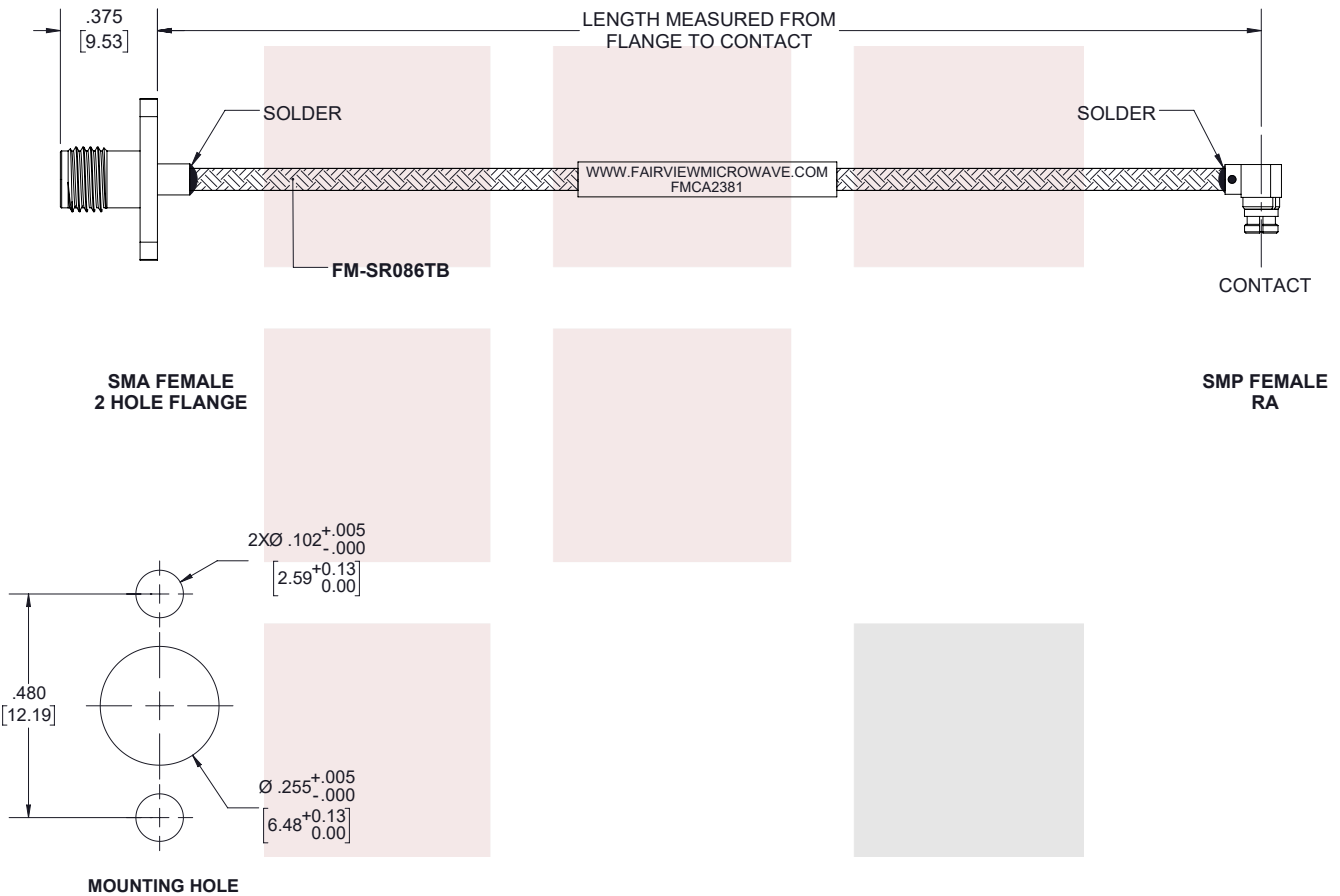 .375
[9.53]
LENGTH MEASURED FROM
FLANGE TO CONTACT
SOLDER
SOLDER
WWW.FAIRVIEWMICROWAVE.COM
FMCA2381
FM-SR086TB
CONTACT
SMA FEMALE
2 HOLE FLANGE
SMP FEMALE
RA
2XØ .102 +.005
-.000
[2.59 +0.13
0.00]
.480
[12.19]
Ø .255 +.005
-.000
[6.48 +0.13
0.00]
MOUNTING HOLE